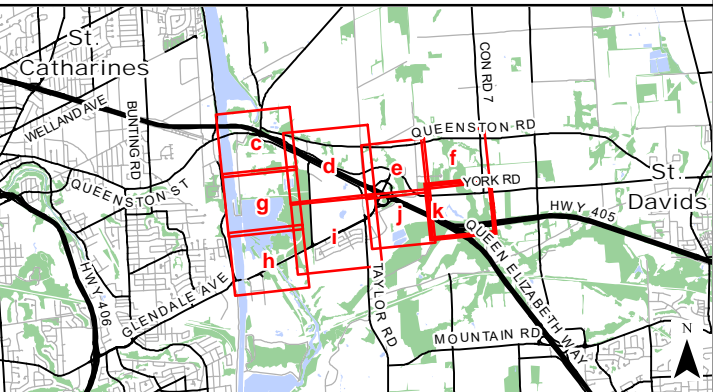 St.
Catharines
WELLAND AVE
BUNTING RD
QUEENSTON ST
HWY 406
GLENDALE AVE
c
d
e
f
g
h
i
j
k
QUEENSTON RD
CON RD 7
YORK RD
St.
Davids
HWY 405
QUEEN ELIZABETH WAY
TAYLOR RD
MOUNTAIN RD
N